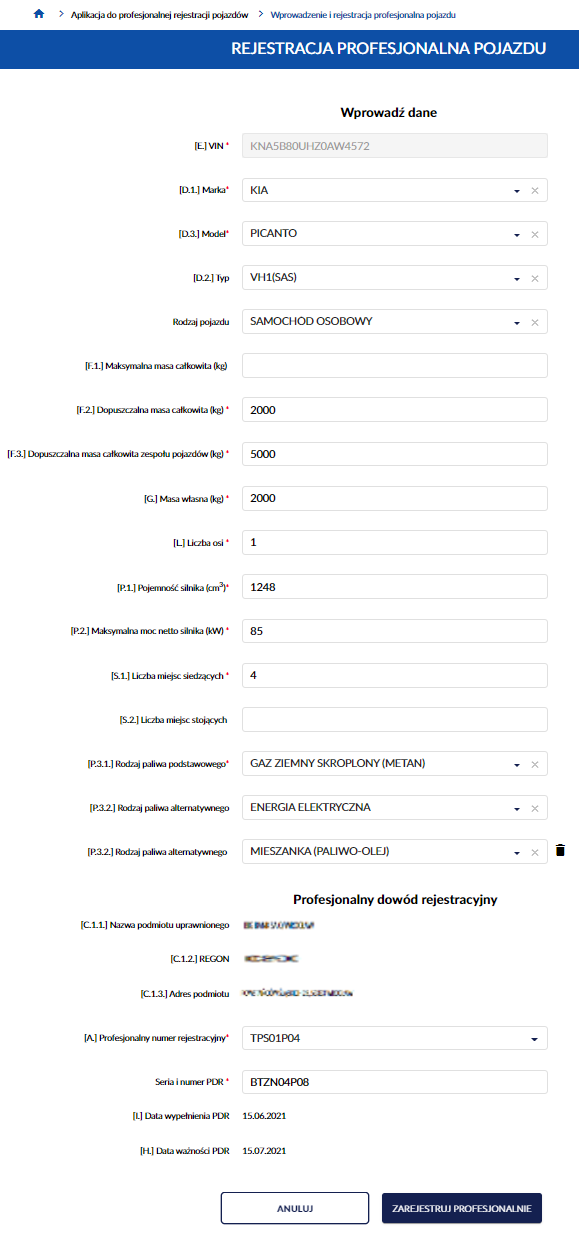 Aplikacja do profesjonalnej rejestracji pojazdów > Wprowadzenie i rejestracja profesjonalna pojazdu
REJESTRACJA PROFESJONALNA POJAZDU
Wprowadź dane
[E.] VIN * KNA5B80UHZ0AW4572
[D.1.] Marka* KIA
[D.3.] Model* PICANTO
[D.2.] Typ VH1(SAS)
Rodzaj pojazdu SAMOCHÓD OSOBOWY
[F.1.] Maksymalna masa całkowita (kg)
[F.2.] Dopuszczalna masa całkowita (kg) * 2000
[F.3.] Dopuszczalna masa całkowita zespołu pojazdów (kg) * 5000
[G.] Masa własna (kg) * 2000
[L.] Liczba osi * 1
[P.1.] Pojemność silnika (cm³)* 1248
[P.2.] Maksymalna moc netto silnika (kW) * 85
[S.1.] Liczba miejsc siedzących * 4
[S.2.] Liczba miejsc stojących
[P.3.1.] Rodzaj paliwa podstawowego* GAZ ZIEMNY SKROPLONY (METAN)
[P.3.2.] Rodzaj paliwa alternatywnego ENERGIA ELEKTRYCZNA
[P.3.2.] Rodzaj paliwa alternatywnego MIESZANKA (PALIWO-OLEJ)
Profesjonalny dowód rejestracyjny
[C.1.1.] Nazwa podmiotu uprawnionego
[C.1.2.] REGON
[C.1.3.] Adres podmiotu
[A.] Profesjonalny numer rejestracyjny* TPS01P04
Seria i numer PDR * BTZN04P08
[I.] Data wypełnienia PDR 15.06.2021
[H.] Data ważności PDR 15.07.2021
ANULUJ ZAREJESTRUJ PROFESJONALNIE